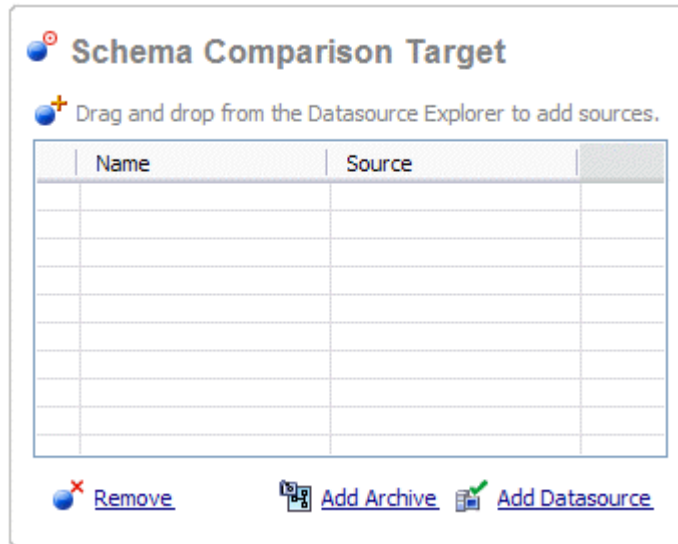 Schema Comparison Target
Drag and drop from the Datasource Explorer to add sources.
Name Source
Remove Add Archive Add Datasource